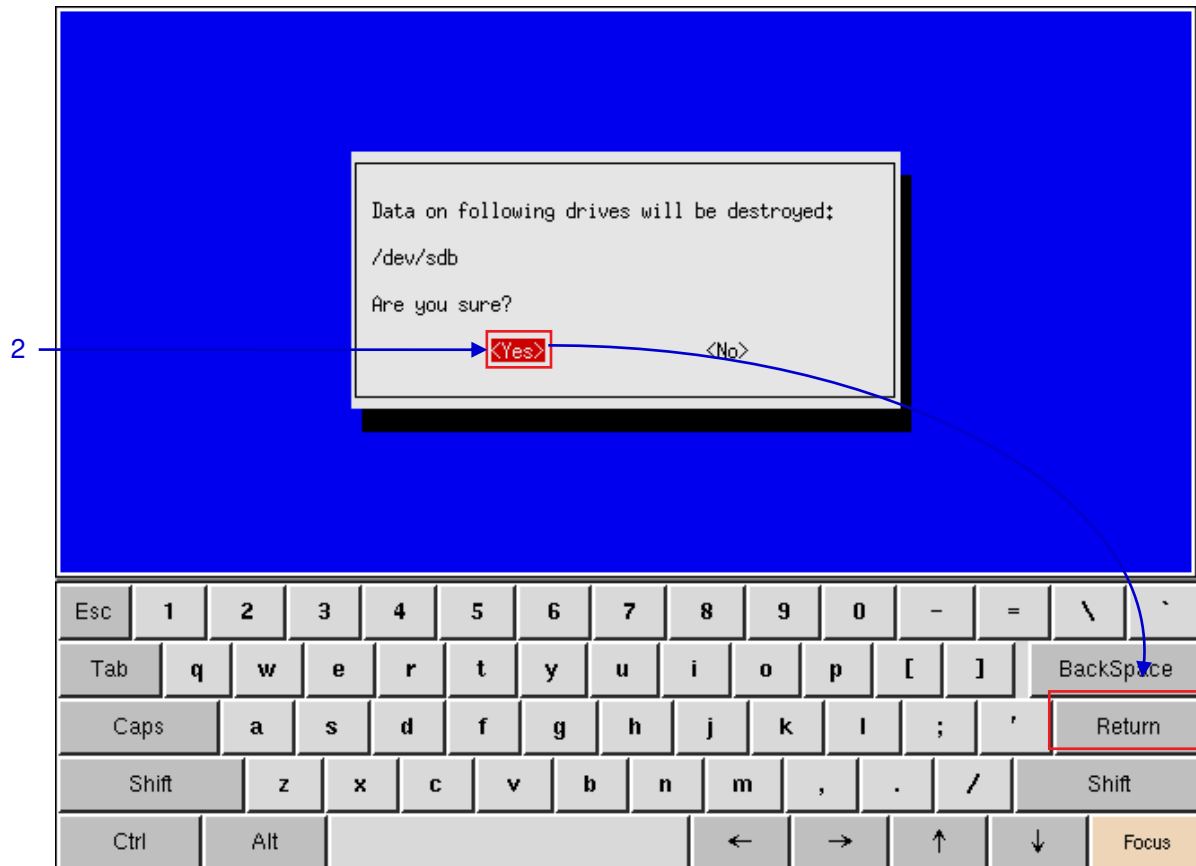 Data on following drives will be destroyed:
/dev/sdb
Are you sure?
2 <Yes> <No>
Esc 1 2 3 4 5 6 7 8 9 0 - = \ `
Tab q w e r t y u i o p [ ] BackSpace
Caps a s d f g h j k l ; ' Return
Shift z x c v b n m , . / Shift
Ctrl Alt ← → ↑ ↓ Focus